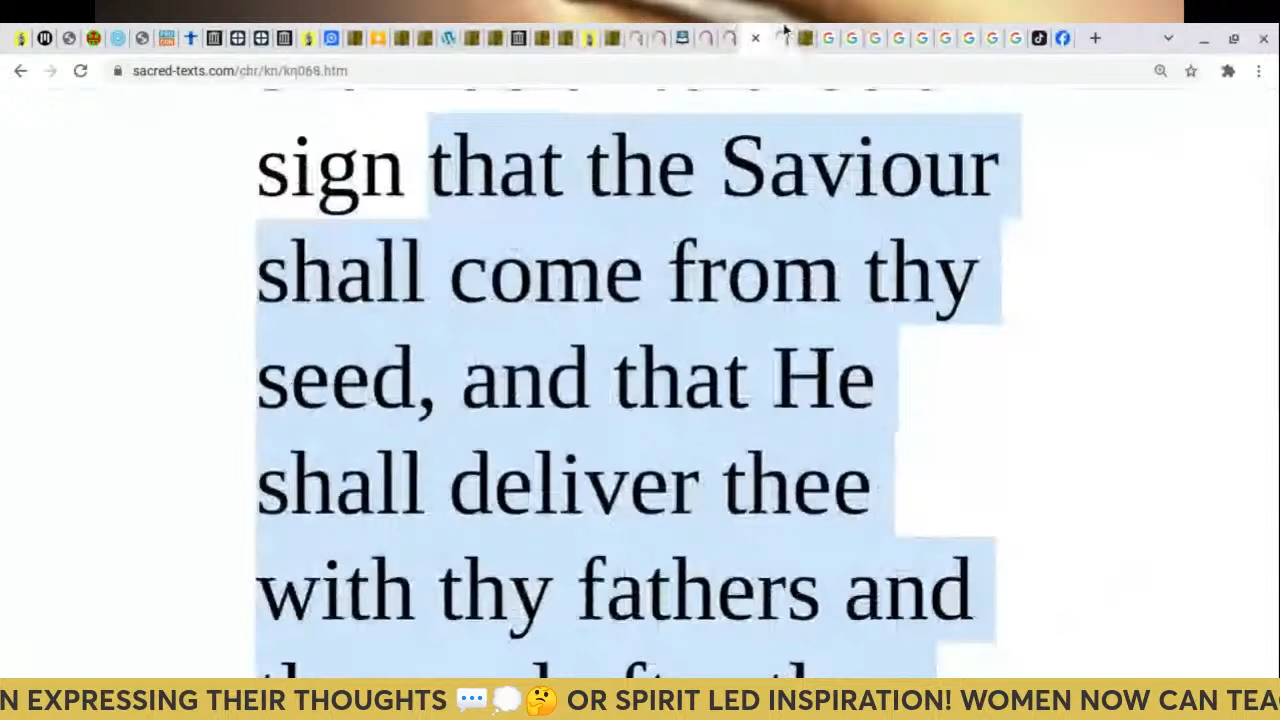 sacred-texts.com/chr/kn/kn068.htm
sign that the Saviour
shall come from thy
seed, and that He
shall deliver thee
with thy fathers and
N EXPRESSING THEIR THOUGHTS 💬💭🤔 OR SPIRIT LED INSPIRATION! WOMEN NOW CAN TEA